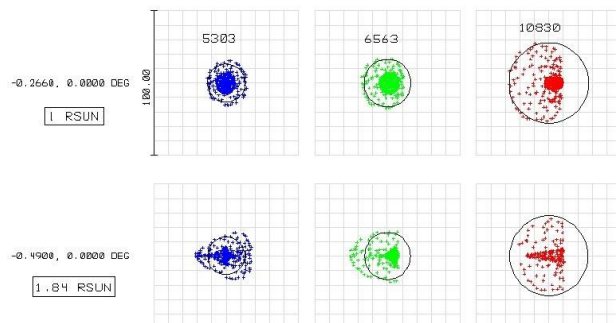 5303
6563
10830
-0.2660, 0.0000 DEG
1 RSUN
100.00
-0.4900, 0.0000 DEG
1.84 RSUN